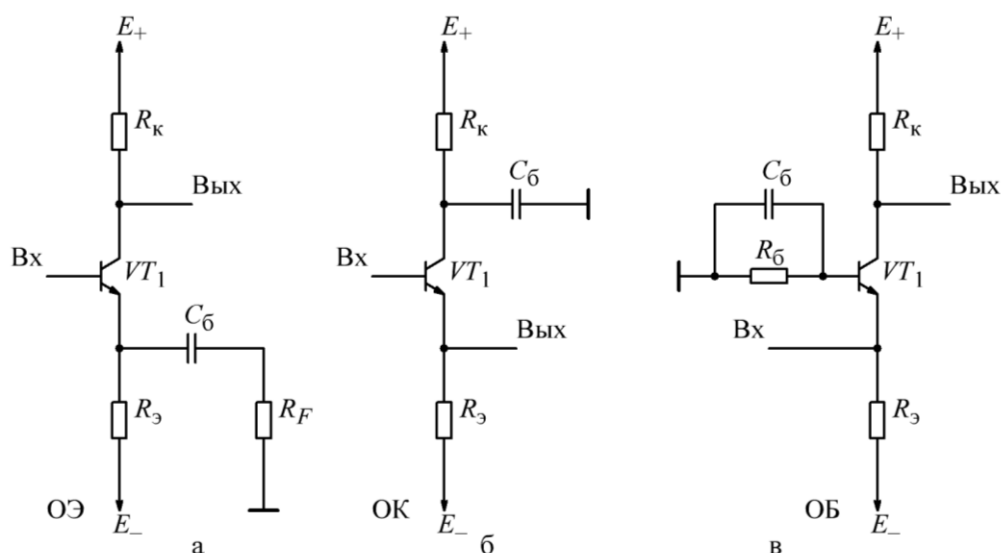 E+ E+ E+
Rк Rк Rк
Cб Cб
Вых Вых
Rб
Вх VT1 Вх VT1 VT1
Cб Вых Вх
Rэ RF Rэ Rэ
ОЭ E− ОК E− ОБ E−
а б в